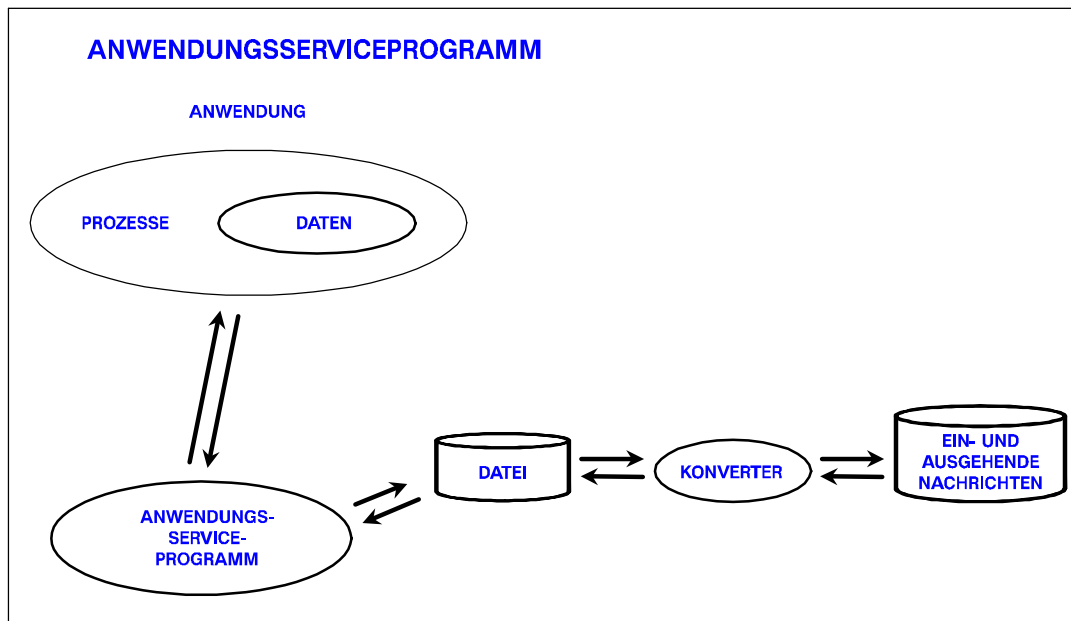 ANWENDUNGSSERVICEPROGRAMM
ANWENDUNG
PROZESSE
DATEN
DATEI
KONVERTER
EIN- UND
AUSGEHENDE
NACHRICHTEN
ANWENDUNGS-
SERVICE-
PROGRAMM